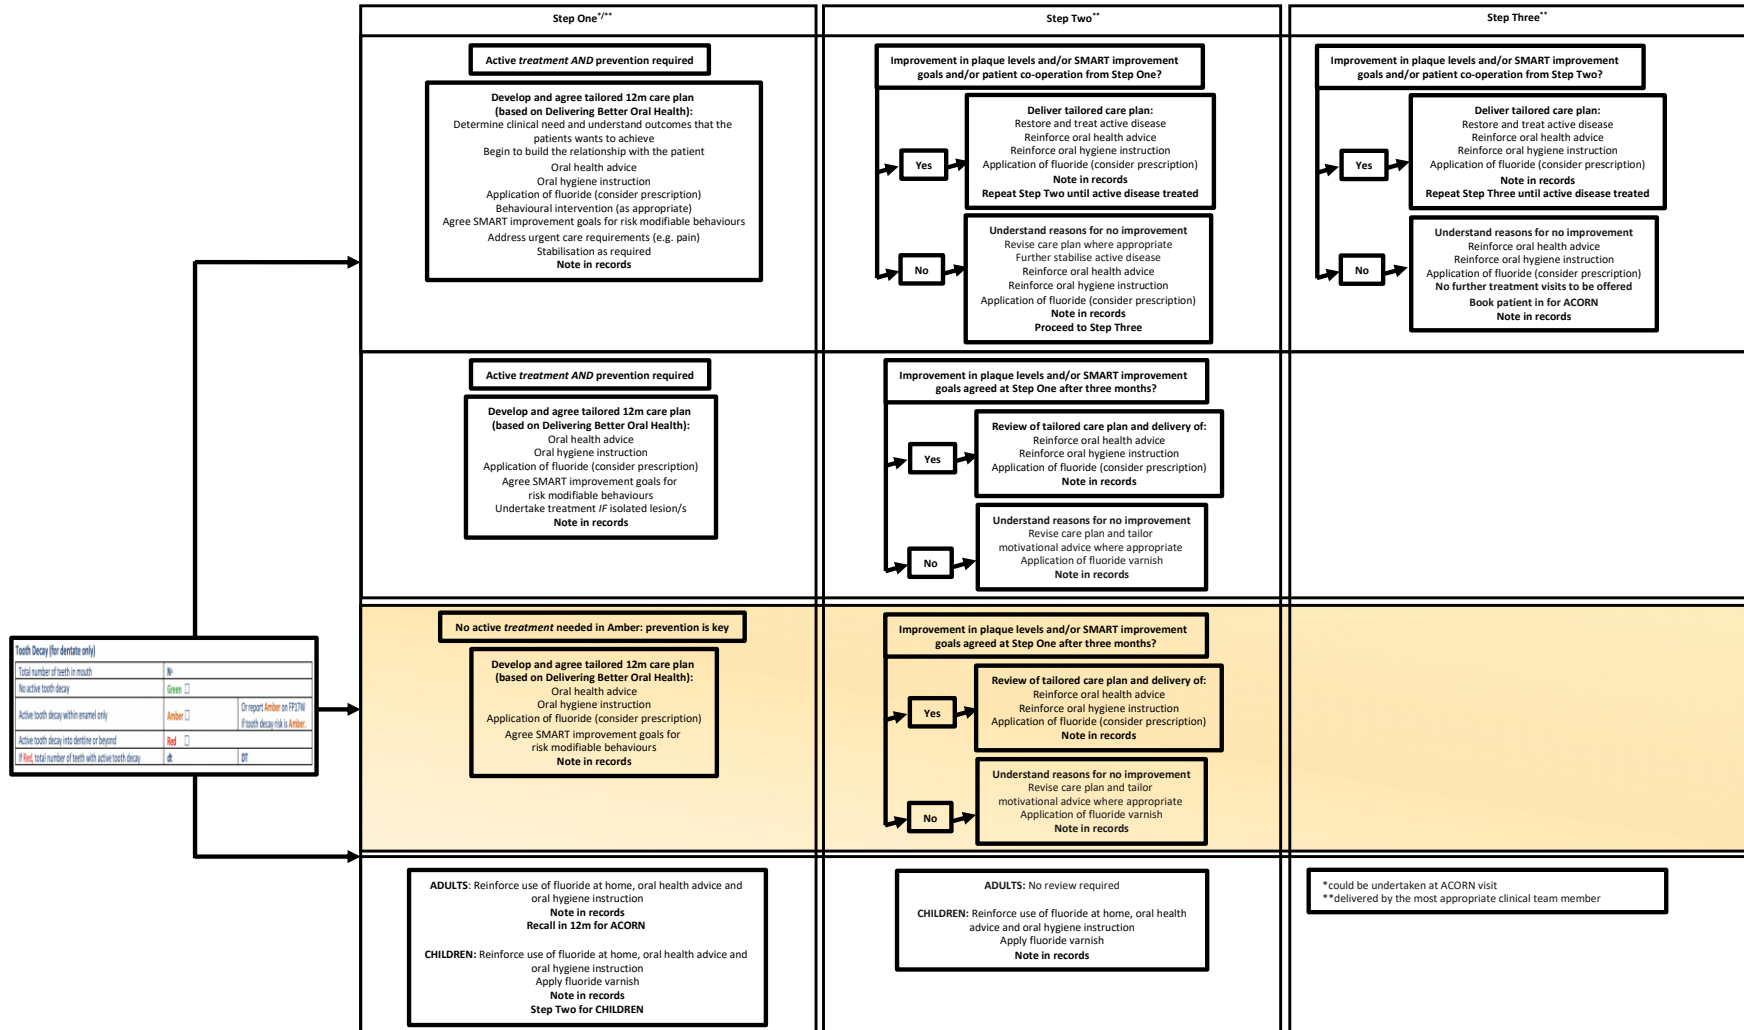 Step One*/**
Step Two**
Step Three**
Active treatment AND prevention required
Develop and agree tailored 12m care plan
(based on Delivering Better Oral Health):
Determine clinical need and understand outcomes that the
patients wants to achieve
Begin to build the relationship with the patient
Oral health advice
Oral hygiene instruction
Application of fluoride (consider prescription)
Behavioural intervention (as appropriate)
Agree SMART improvement goals for risk modifiable behaviours
Address urgent care requirements (e.g. pain)
Stabilisation as required
Note in records
Improvement in plaque levels and/or SMART improvement
goals and/or patient co-operation from Step One?
Yes
Deliver tailored care plan:
Restore and treat active disease
Reinforce oral health advice
Reinforce oral hygiene instruction
Application of fluoride (consider prescription)
Note in records
Repeat Step Two until active disease treated
No
Understand reasons for no improvement
Revise care plan where appropriate
Further stabilise active disease
Reinforce oral health advice
Reinforce oral hygiene instruction
Application of fluoride (consider prescription)
Note in records
Proceed to Step Three
Improvement in plaque levels and/or SMART improvement
goals and/or patient co-operation from Step Two?
Yes
Deliver tailored care plan:
Restore and treat active disease
Reinforce oral health advice
Reinforce oral hygiene instruction
Application of fluoride (consider prescription)
Note in records
Repeat Step Three until active disease treated
No
Understand reasons for no improvement
Reinforce oral health advice
Reinforce oral hygiene instruction
Application of fluoride (consider prescription)
No further treatment visits to be offered
Book patient in for ACORN
Note in records
Active treatment AND prevention required
Develop and agree tailored 12m care plan
(based on Delivering Better Oral Health):
Oral health advice
Oral hygiene instruction
Application of fluoride (consider prescription)
Agree SMART improvement goals for
risk modifiable behaviours
Undertake treatment IF isolated lesion/s
Note in records
Improvement in plaque levels and/or SMART improvement
goals agreed at Step One after three months?
Yes
Review of tailored care plan and delivery of:
Reinforce oral health advice
Reinforce oral hygiene instruction
Application of fluoride (consider prescription)
Note in records
No
Understand reasons for no improvement
Revise care plan and tailor
motivational advice where appropriate
Application of fluoride varnish
Note in records
Tooth Decay (for dentate only)
Total number of teeth in mouth Nº
No active tooth decay Green ☐
Active tooth decay within enamel only Amber ☐ Or report Amber on FP17W
if tooth decay risk is Amber.
Active tooth decay into dentine or beyond Red ☐
If Red, total number of teeth with active tooth decay dt DT
No active treatment needed in Amber: prevention is key
Develop and agree tailored 12m care plan
(based on Delivering Better Oral Health):
Oral health advice
Oral hygiene instruction
Application of fluoride (consider prescription)
Agree SMART improvement goals for
risk modifiable behaviours
Note in records
Improvement in plaque levels and/or SMART improvement
goals agreed at Step One after three months?
Yes
Review of tailored care plan and delivery of:
Reinforce oral health advice
Reinforce oral hygiene instruction
Application of fluoride (consider prescription)
Note in records
No
Understand reasons for no improvement
Revise care plan and tailor
motivational advice where appropriate
Application of fluoride varnish
Note in records
ADULTS: Reinforce use of fluoride at home, oral health advice and
oral hygiene instruction
Note in records
Recall in 12m for ACORN
CHILDREN: Reinforce use of fluoride at home, oral health advice and
oral hygiene instruction
Apply fluoride varnish
Note in records
Step Two for CHILDREN
ADULTS: No review required
CHILDREN: Reinforce use of fluoride at home, oral health
advice and oral hygiene instruction
Apply fluoride varnish
Note in records
*could be undertaken at ACORN visit
**delivered by the most appropriate clinical team member